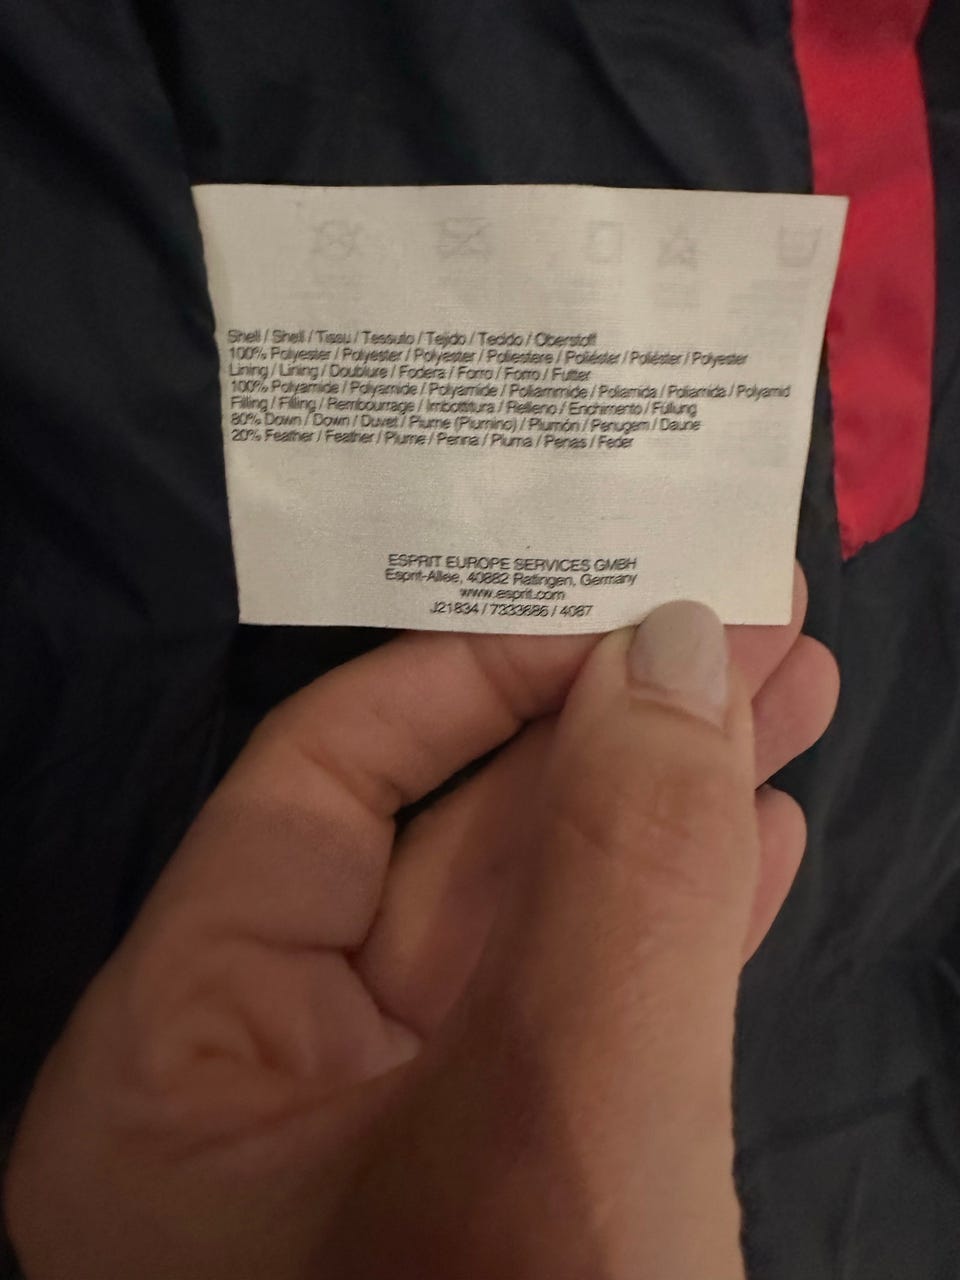 Shell / Shell / Tissu / Tessuto / Tejido / Tecido / Oberstoff
100% Polyester / Polyester / Polyester / Poliestere / Poliéster / Poliéster / Polyester
Lining / Lining / Doublure / Fodera / Forro / Forro / Futter
100% Polyamide / Polyamide / Polyamide / Poliammide / Poliamida / Poliamida / Polyamid
Filling / Filling / Rembourrage / Imbottitura / Relleno / Enchimento / Füllung
80% Down / Down / Duvet / Piume (Piumino) / Plumón / Penugem / Daune
20% Feather / Feather / Plume / Penna / Pluma / Penas / Feder
ESPRIT EUROPE SERVICES GMBH
Esprit-Allee, 40882 Ratingen, Germany
www.esprit.com
J21834 / 7333686 / 4087